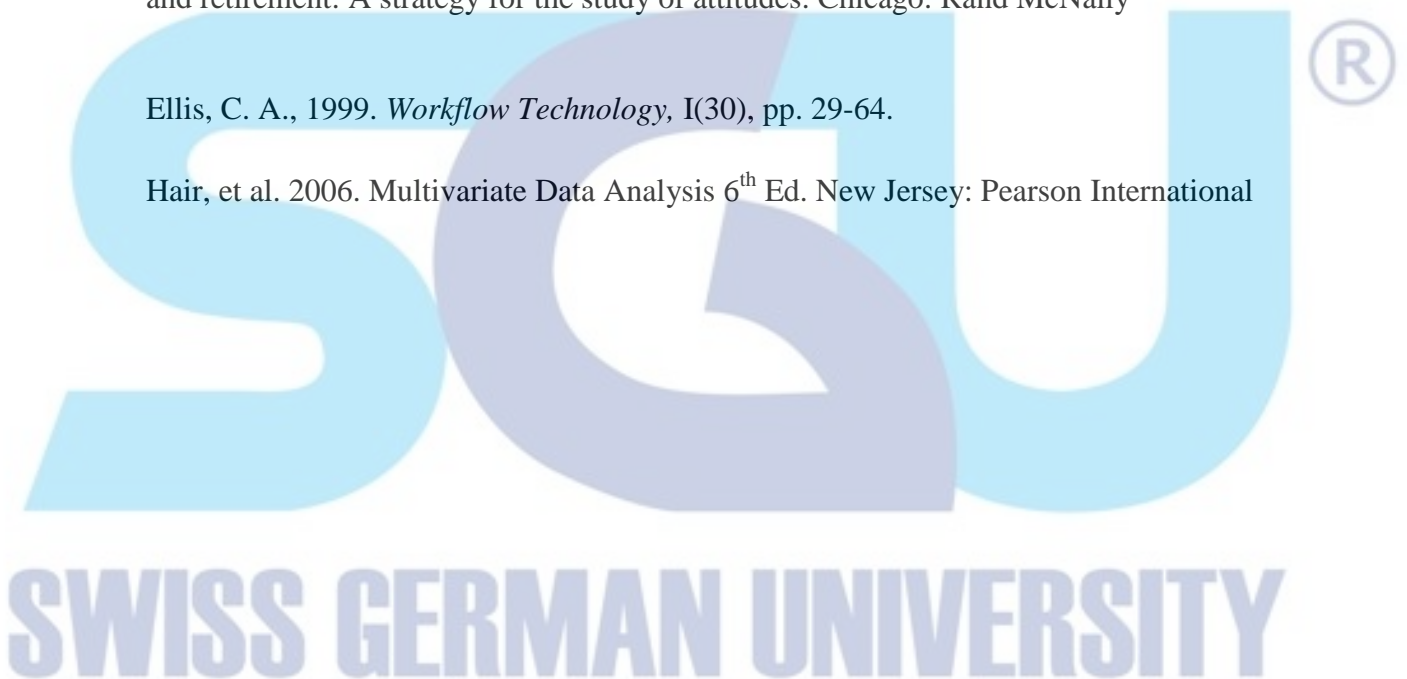 and retirement: A strategy for the study of attitudes. Chicago: Rand McNally
Ellis, C. A., 1999. Workflow Technology, I(30), pp. 29-64.
Hair, et al. 2006. Multivariate Data Analysis 6th Ed. New Jersey: Pearson International
SGU ®
SWISS GERMAN UNIVERSITY